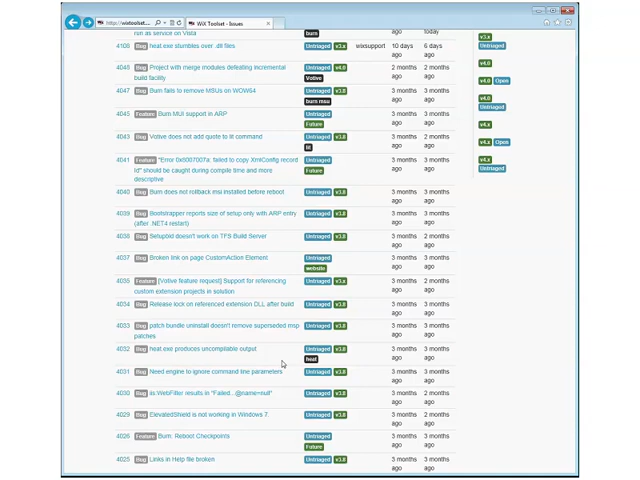 http://wixtoolset....
WiX Toolset - Issues
run as service on Vista burn ago today
4108 Bug heat.exe stumbles over .dll files Untriaged v3.x wixsupport 10 days ago 6 days ago
4048 Bug Project with merge modules defeating incremental build facility Untriaged v4.0 Votive 2 months ago 2 months ago
4047 Bug Burn fails to remove MSUs on WOW64 Untriaged v3.8 burn msu 3 months ago 3 months ago
4045 Feature Burn MUI support in ARP Untriaged Future 3 months ago 3 months ago
4043 Bug Votive does not add quote to lit command Untriaged v3.8 lit 3 months ago 2 months ago
4041 Feature "Error 0x8007007a: failed to copy XmlConfig record Id" should be caught during compile time and more descriptive Untriaged Future 3 months ago 3 months ago
4040 Bug Burn does not rollback msi installed before reboot Untriaged v3.8 3 months ago 3 months ago
4039 Bug Bootsrapper reports size of setup only with ARP entry (after .NET4 restart) Untriaged v3.8 3 months ago 3 months ago
4038 Bug Setupbld doesn't work on TFS Build Server Untriaged v3.8 3 months ago 2 months ago
4037 Bug Broken link on page CustomAction Element Untriaged website 3 months ago 3 months ago
4035 Feature [Votive feature request] Support for referencing custom extension projects in solution Untriaged v3.x 3 months ago 2 months ago
4034 Bug Release lock on referenced extension DLL after build Untriaged v3.8 3 months ago 3 months ago
4033 Bug patch bundle uninstall doesn't remove superseded msp patches Untriaged v3.8 3 months ago 3 months ago
4032 Bug heat.exe produces uncompilable output Untriaged v3.8 heat 3 months ago 3 months ago
4031 Bug Need engine to ignore command line parameters Untriaged v3.8 3 months ago 3 months ago
4030 Bug iis:WebFilter results in "Failed...@name=null" Untriaged v3.8 3 months ago 2 months ago
4029 Bug ElevatedShield is not working in Windows 7. Untriaged v3.8 3 months ago 2 months ago
4026 Feature Burn: Reboot Checkpoints Untriaged Future 3 months ago 3 months ago
4025 Bug Links in Help file broken Untriaged v3.8 3 months ago 3 months ago
v3.x
Untriaged
v4.0
v4.0 Open
v4.0
Untriaged
v4.x
v4.x Open
v4.x
Untriaged